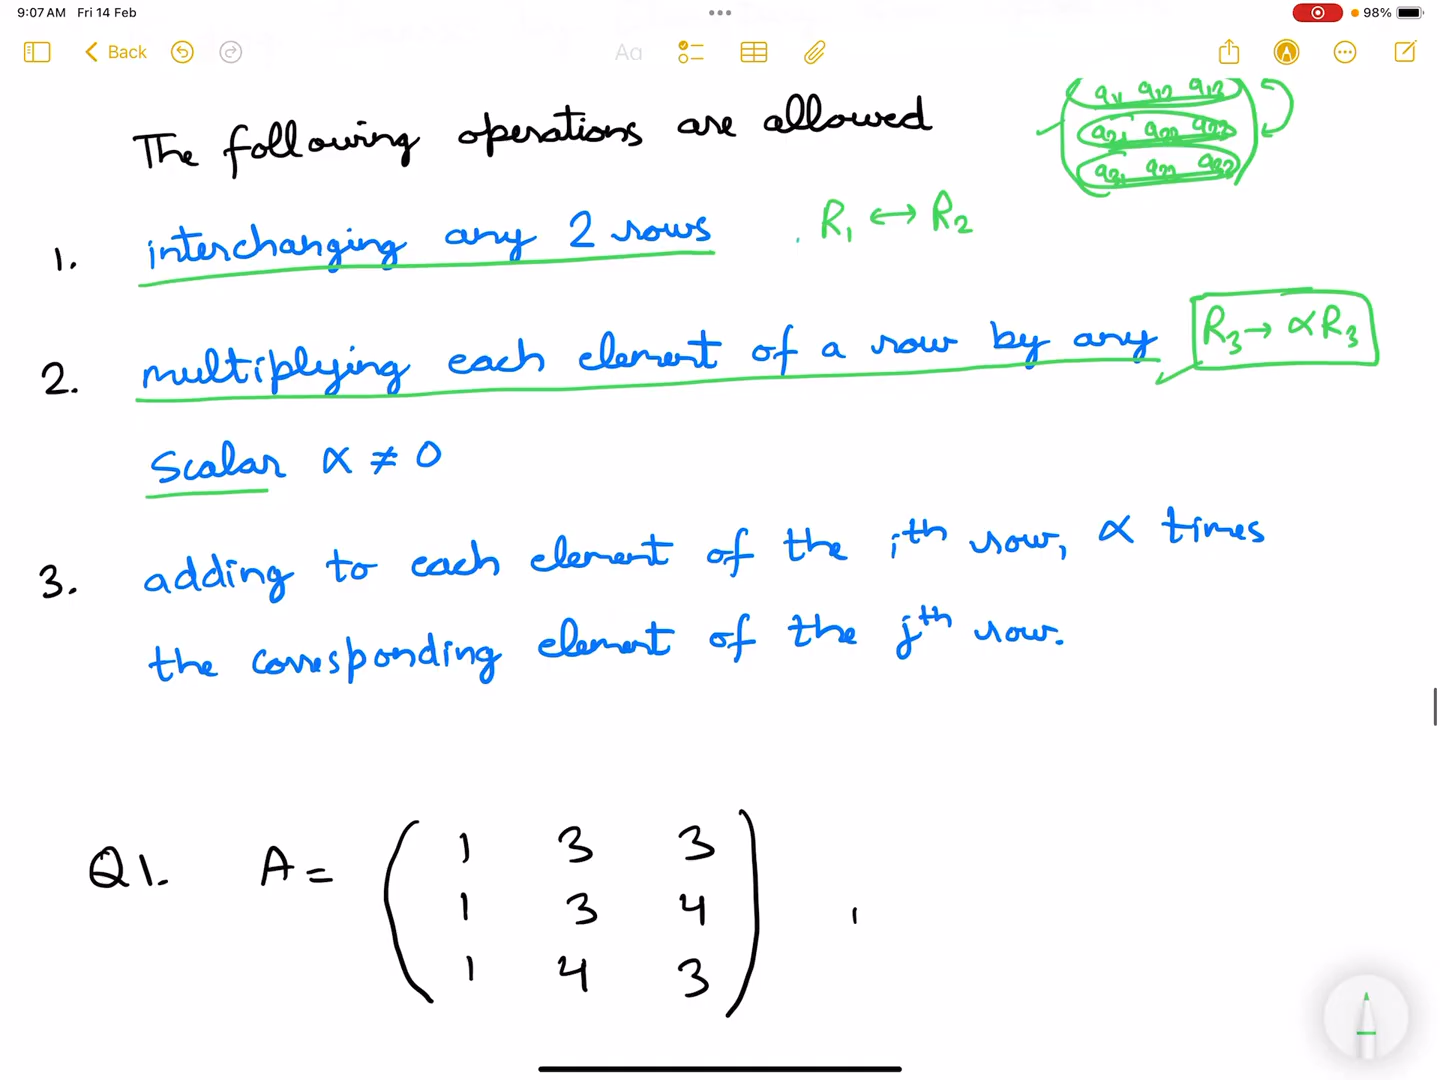 9:07 AM Fri 14 Feb
98%
Back
Aa
The following operations are allowed
1. interchanging any 2 rows R₁ ↔ R₂
2. multiplying each element of a row by any R₃ → αR₃
Scalar α ≠ 0
3. adding to each element of the iᵗʰ row, α times
the corresponding element of the jᵗʰ row.
Q1. A =
1 3 3
1 3 4
1 4 3